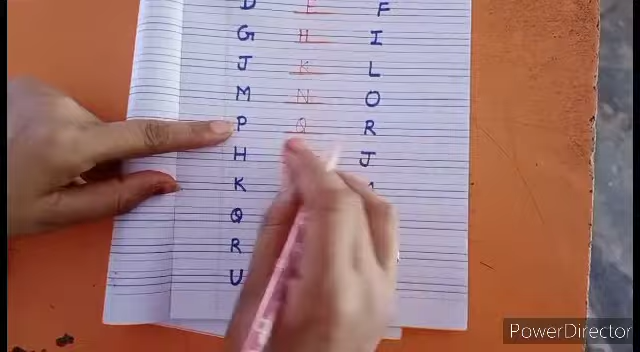 D E F
G H I
J K L
M N O
P Q R
H J
K
Q
R
U
PowerDirector